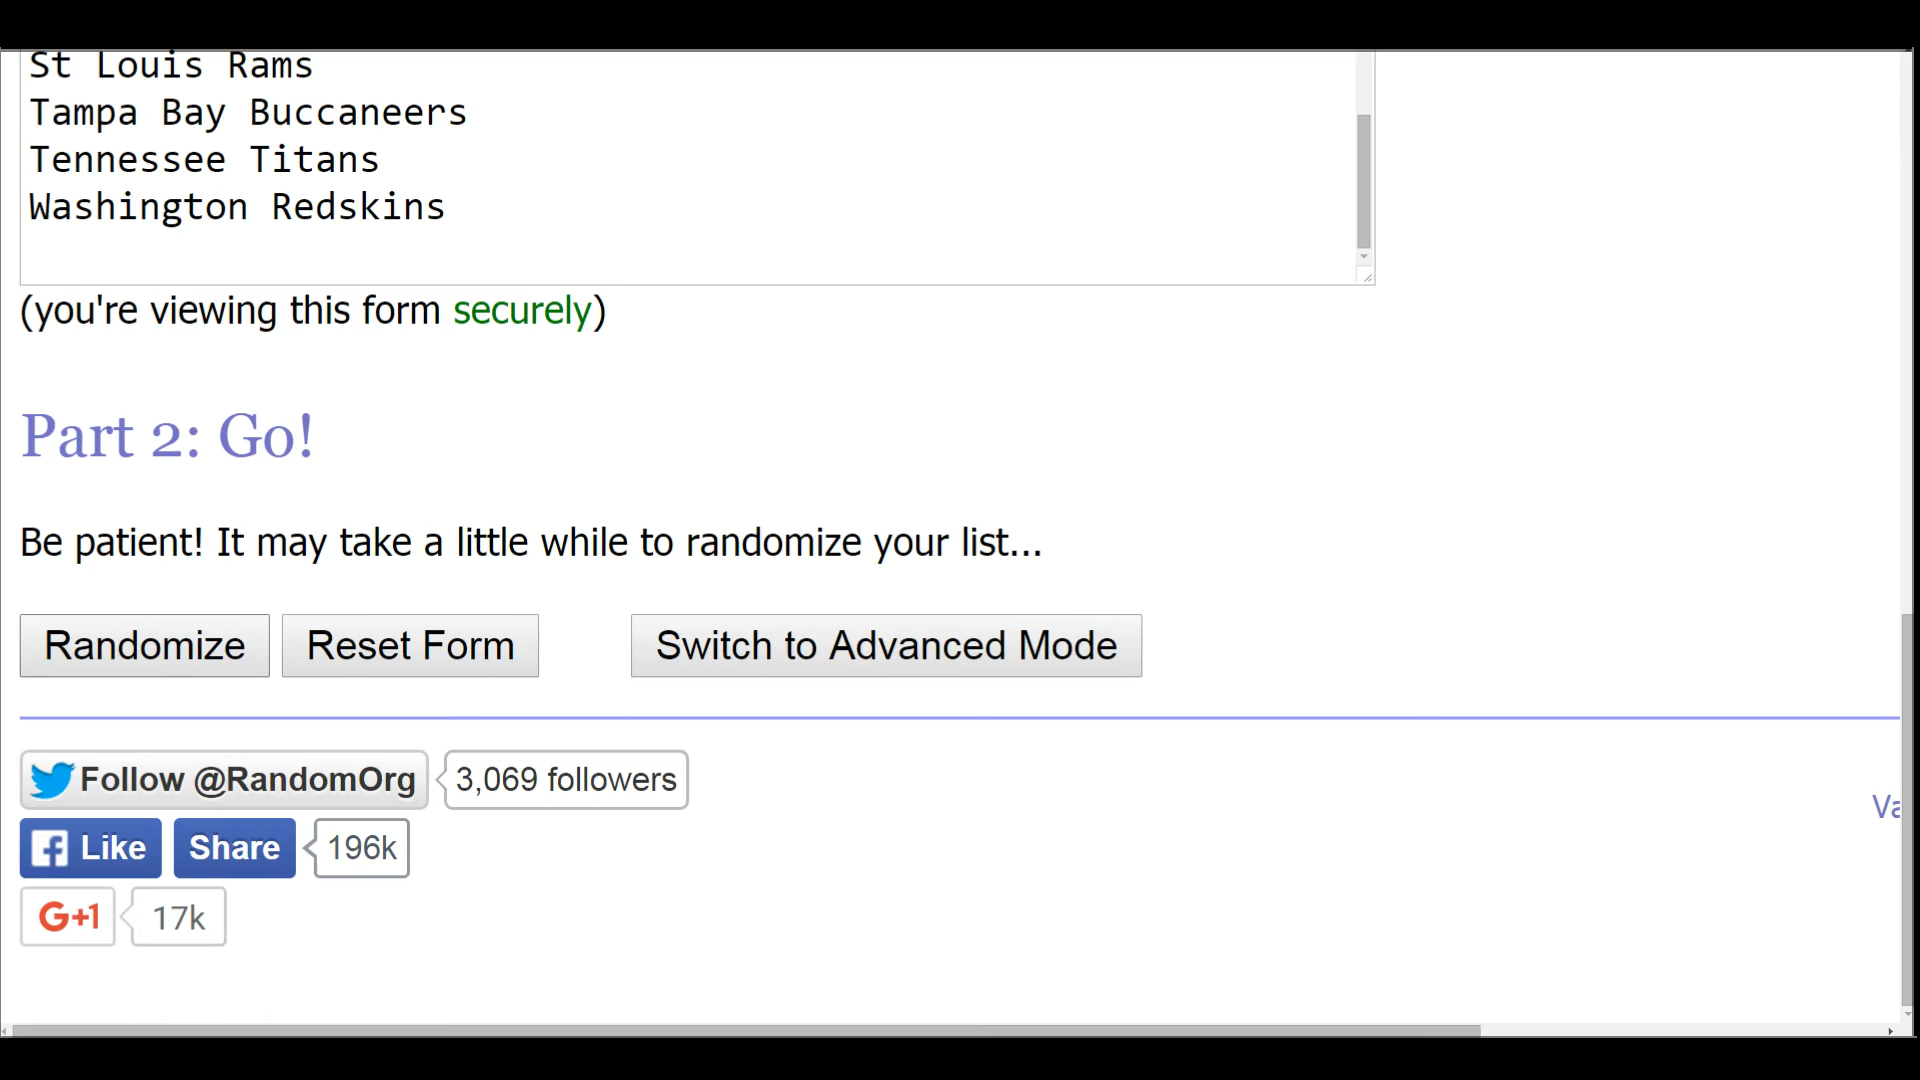 St Louis Rams
Tampa Bay Buccaneers
Tennessee Titans
Washington Redskins
(you're viewing this form securely)
Part 2: Go!
Be patient! It may take a little while to randomize your list...
Randomize Reset Form Switch to Advanced Mode
Follow @RandomOrg 3,069 followers
Va
Like Share 196k
G+1 17k